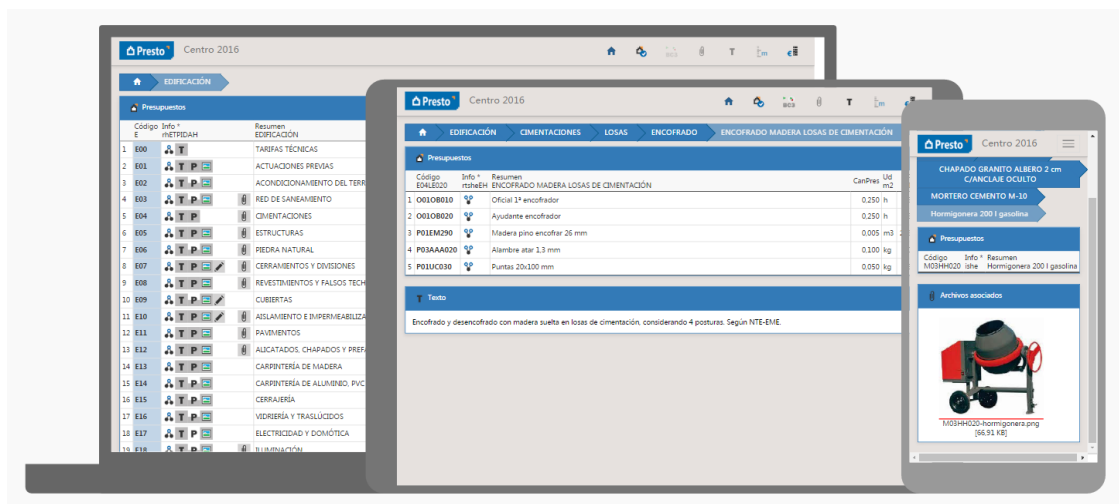 Presto Centro 2016
BC3 T m €
EDIFICACIÓN
Presupuestos
Código Info * Resumen
E rhETPIDAH EDIFICACIÓN
1 E00 T TARIFAS TÉCNICAS
2 E01 T P ACTUACIONES PREVIAS
3 E02 T P ACONDICIONAMIENTO DEL TERR
4 E03 T P RED DE SANEAMIENTO
5 E04 T P CIMENTACIONES
6 E05 T P ESTRUCTURAS
7 E06 T P PIEDRA NATURAL
8 E07 T P CERRAMIENTOS Y DIVISIONES
9 E08 T P REVESTIMIENTOS Y FALSOS TECH
10 E09 T P CUBIERTAS
11 E10 T P AISLAMIENTO E IMPERMEABILIZA
12 E11 T P PAVIMENTOS
13 E12 T P ALICATADOS, CHAPADOS Y PREF
14 E13 T P CARPINTERÍA DE MADERA
15 E14 T P CARPINTERÍA DE ALUMINIO, PVC
16 E15 T P CERRAJERÍA
17 E16 T P VIDRIERÍA Y TRASLÚCIDOS
18 E17 T P ELECTRICIDAD Y DOMÓTICA
19 E18 T P ILUMINACIÓN
Presto Centro 2016
BC3 T m €
EDIFICACIÓN CIMENTACIONES LOSAS ENCOFRADO ENCOFRADO MADERA LOSAS DE CIMENTACIÓN
Presupuestos
Código Info * Resumen CanPres Ud
E04LE020 rtsheEH ENCOFRADO MADERA LOSAS DE CIMENTACIÓN m2
1 O01OB010 Oficial 1ª encofrador 0,250 h
2 O01OB020 Ayudante encofrador 0,250 h
3 P01EM290 Madera pino encofrar 26 mm 0,005 m3
4 P03AAA020 Alambre atar 1,3 mm 0,100 kg
5 P01UC030 Puntas 20x100 mm 0,050 kg
T Texto
Encofrado y desencofrado con madera suelta en losas de cimentación, considerando 4 posturas. Según NTE-EME.
Presto Centro 2016
CHAPADO GRANITO ALBERO 2 cm
C/ANCLAJE OCULTO
MORTERO CEMENTO M-10
Hormigonera 200 l gasolina
Presupuestos
Código Info * Resumen
M03HH020 ishe Hormigonera 200 l gasolina
Archivos asociados
M03HH020-hormigonera.png
[66,91 KB]